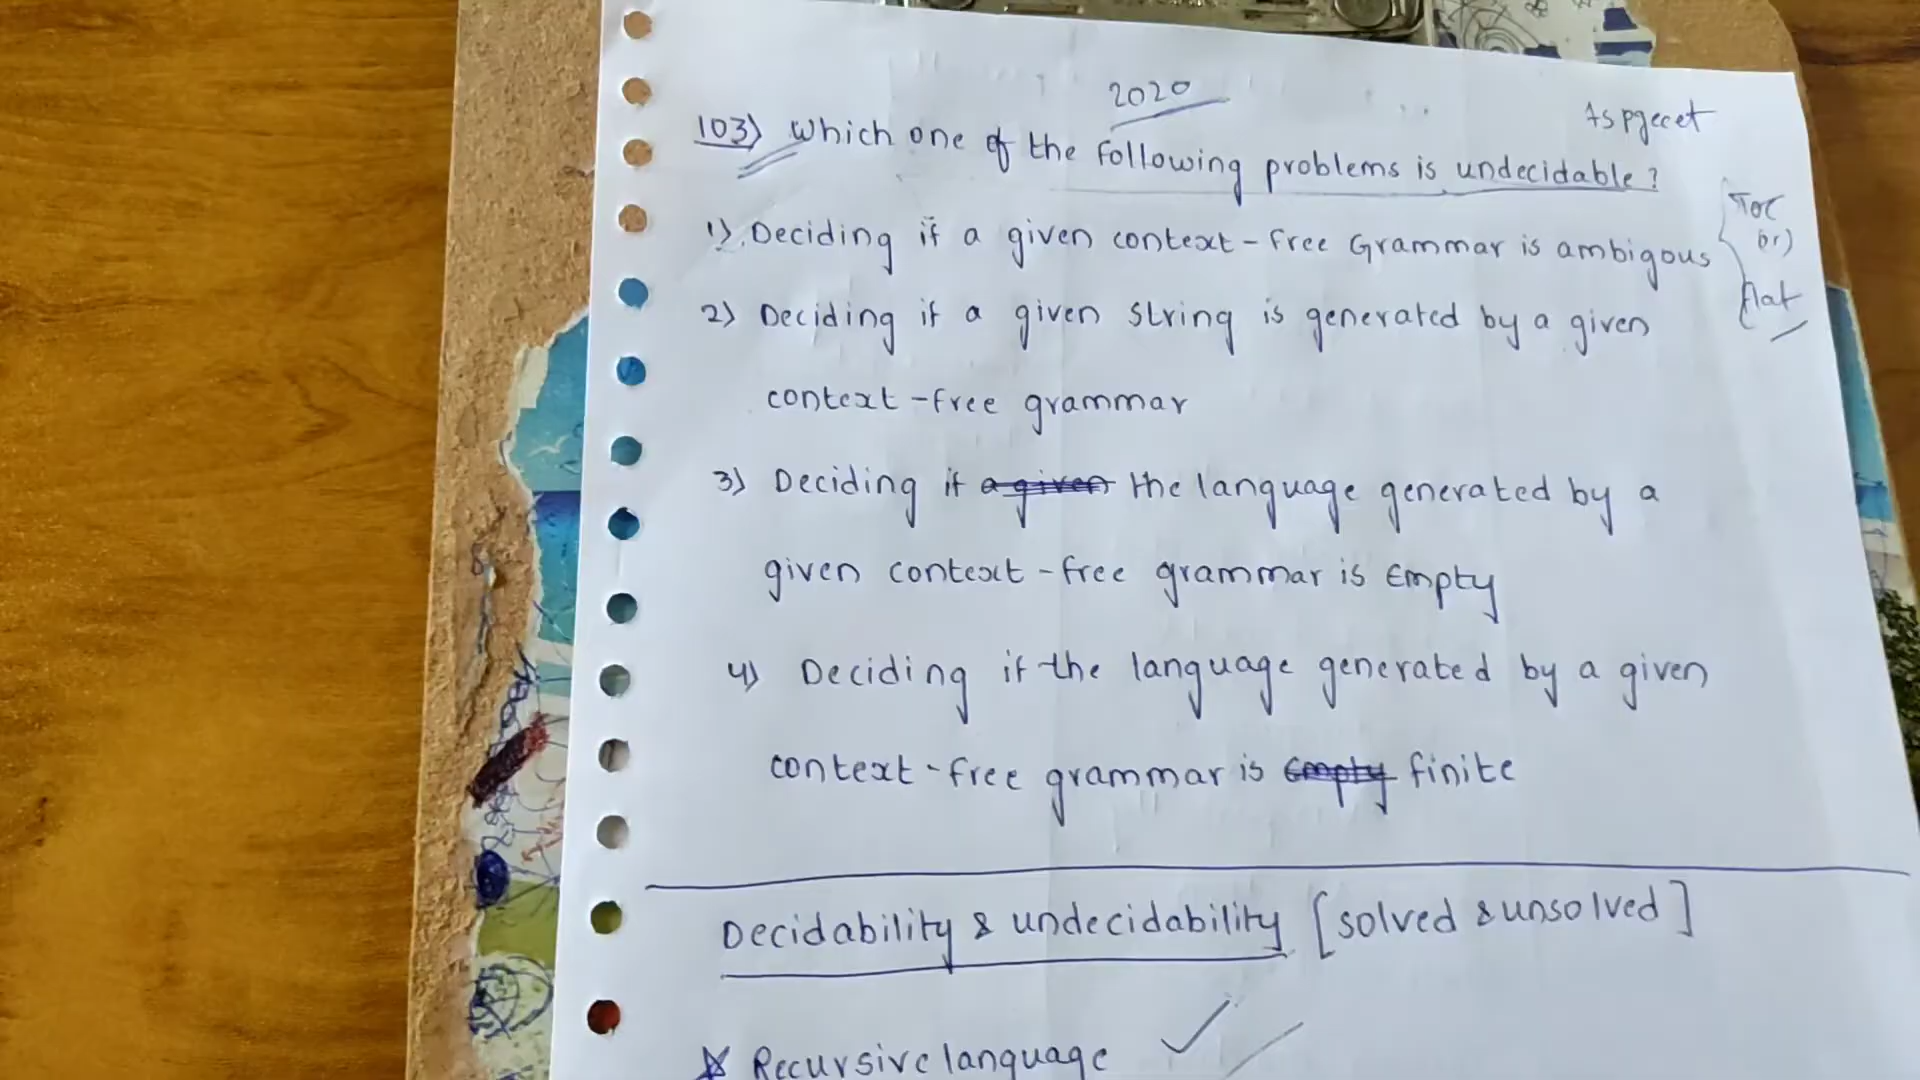 2020
Tspgecet
103) Which one of the following problems is undecidable?
1) Deciding if a given context-free Grammar is ambigous
TOC
(or)
flat
2) Deciding if a given string is generated by a given
context-free grammar
3) Deciding if a given the language generated by a
given context-free grammar is Empty
4) Deciding if the language generated by a given
context-free grammar is Empty finite
Decidability & undecidability [solved & unsolved]
Recursive language